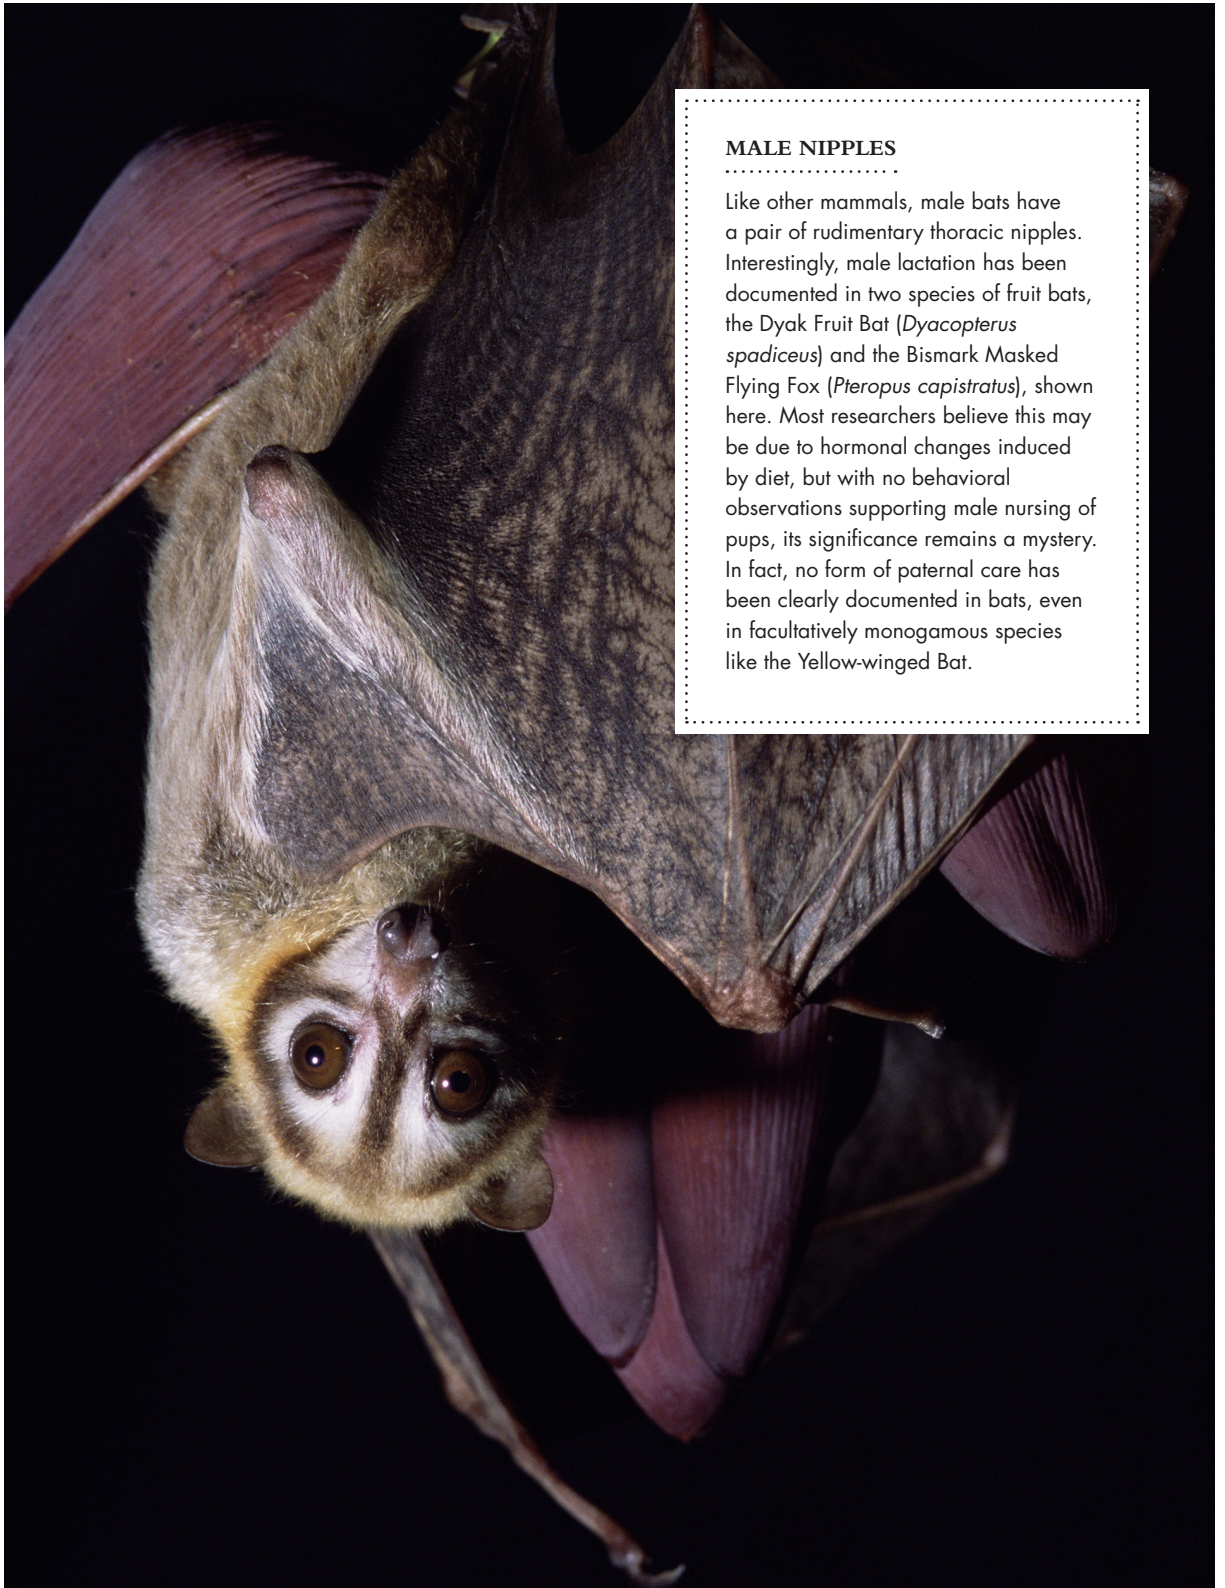 MALE NIPPLES
Like other mammals, male bats have
a pair of rudimentary thoracic nipples.
Interestingly, male lactation has been
documented in two species of fruit bats,
the Dyak Fruit Bat (Dyacopterus
spadiceus) and the Bismark Masked
Flying Fox (Pteropus capistratus), shown
here. Most researchers believe this may
be due to hormonal changes induced
by diet, but with no behavioral
observations supporting male nursing of
pups, its significance remains a mystery.
In fact, no form of paternal care has
been clearly documented in bats, even
in facultatively monogamous species
like the Yellow-winged Bat.